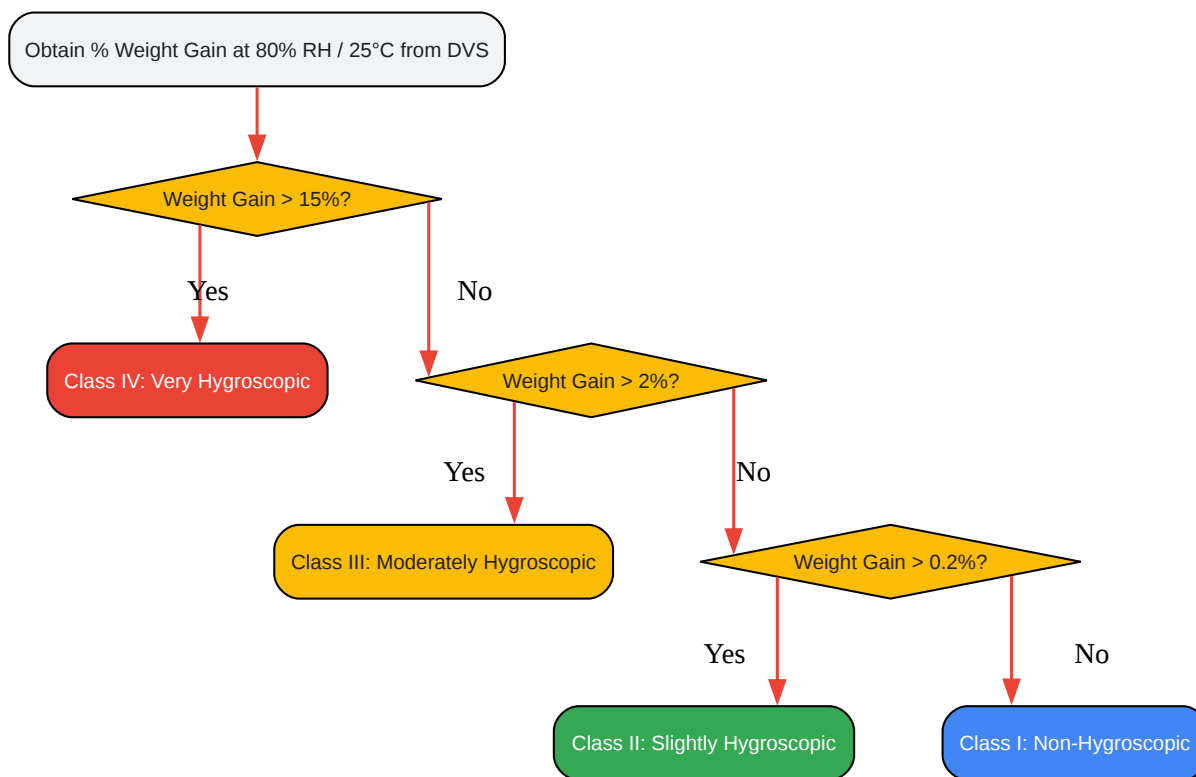 Obtain % Weight Gain at 80% RH / 25°C from DVS
Weight Gain > 15%?
Yes
No
Class IV: Very Hygroscopic
Weight Gain > 2%?
Yes
No
Class III: Moderately Hygroscopic
Weight Gain > 0.2%?
Yes
No
Class II: Slightly Hygroscopic
Class I: Non-Hygroscopic